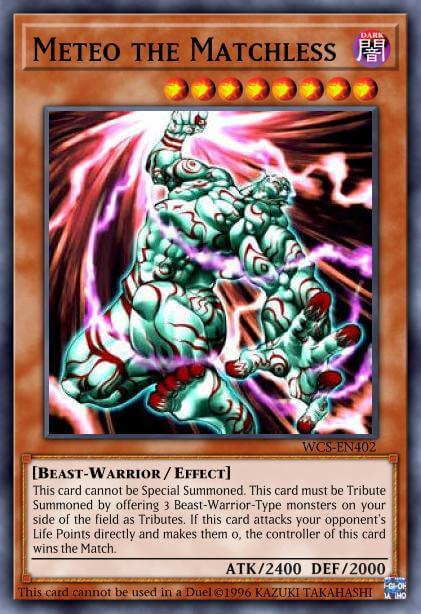 METEO THE MATCHLESS
DARK
闇
WCS-EN402
[BEAST-WARRIOR / EFFECT]
This card cannot be Special Summoned. This card must be Tribute
Summoned by offering 3 Beast-Warrior-Type monsters on your
side of the field as Tributes. If this card attacks your opponent's
Life Points directly and makes them 0, the controller of this card
wins the Match.
ATK/2400 DEF/2000
This card cannot be used in a Duel ©1996 KAZUKI TAKAHASHI